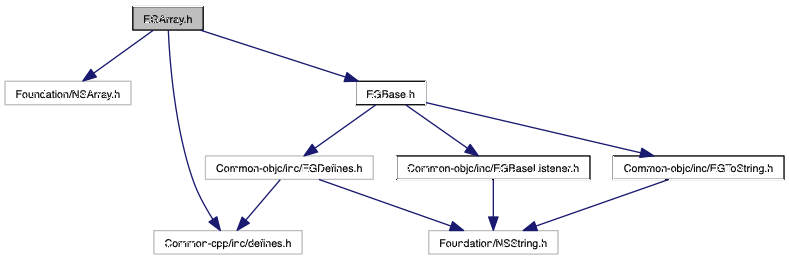 FGArray.h
Foundation/NSArray.h
FGBase.h
Common-objc/inc/FGDefines.h
Common-objc/inc/FGBaseListener.h
Common-objc/inc/FGToString.h
Common-cpp/inc/defines.h
Foundation/NSString.h